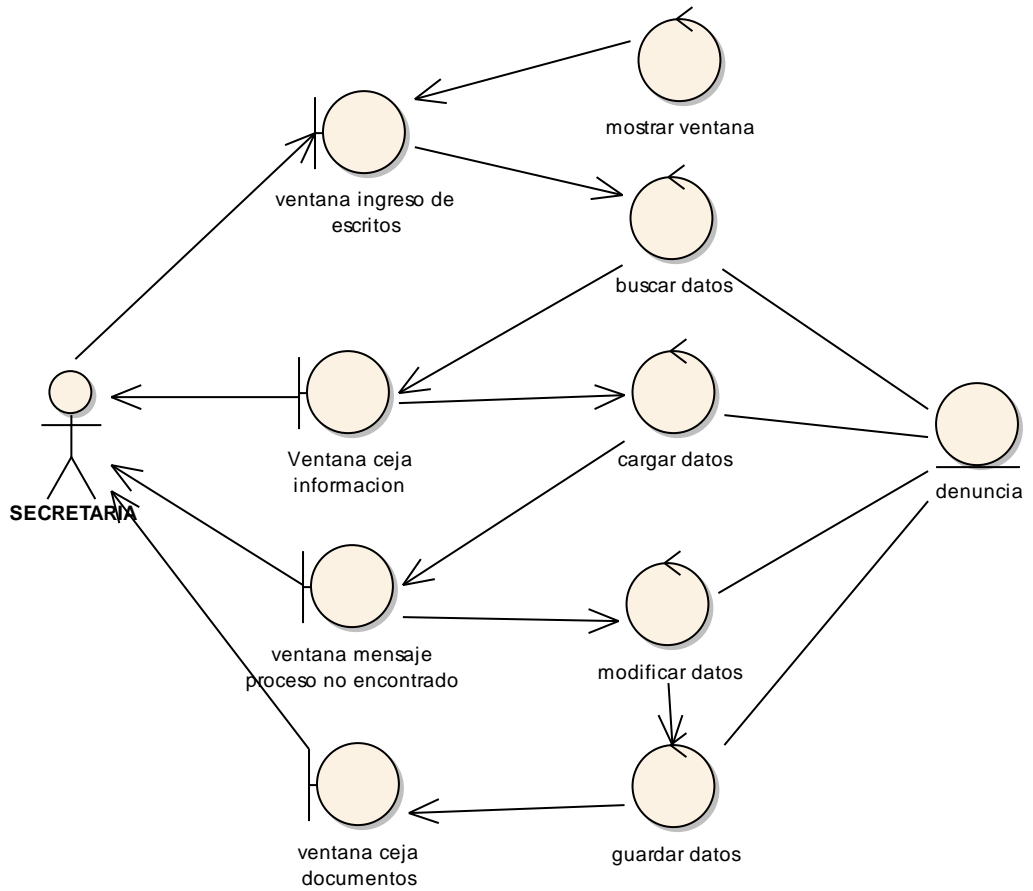 mostrar ventana
ventana ingreso de
escritos
buscar datos
Ventana ceja
informacion
cargar datos
denuncia
SECRETARIA
ventana mensaje
proceso no encontrado
modificar datos
ventana ceja
documentos
guardar datos